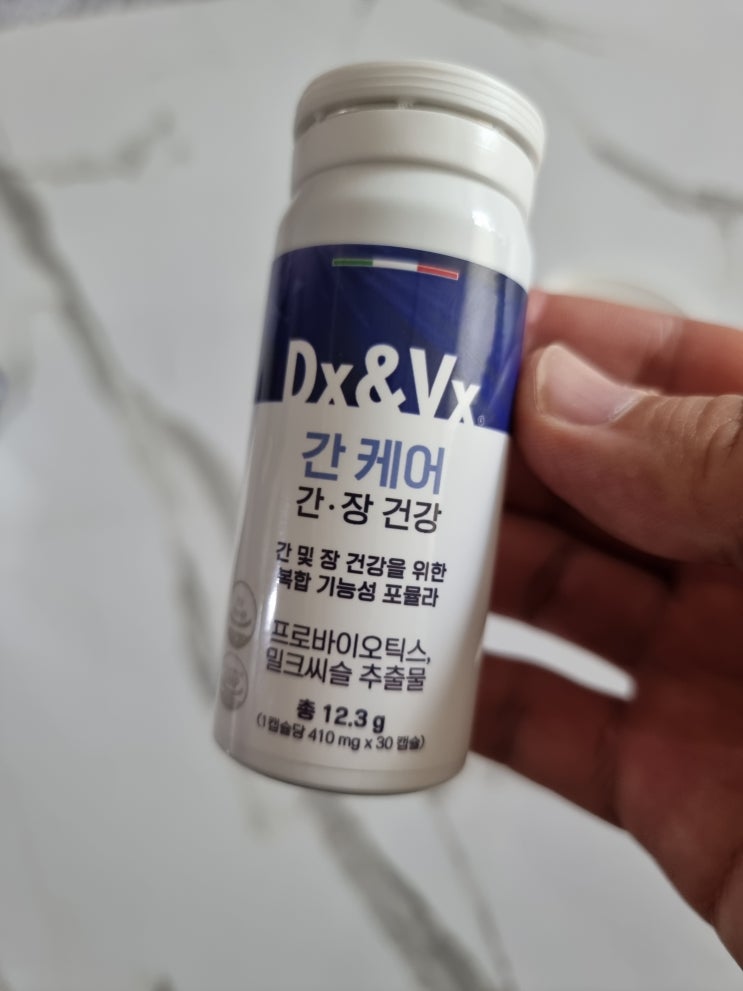 Dx&Vx
간 케어
간·장 건강
간 및 장 건강을 위한
복합 기능성 포뮬라
프로바이오틱스,
밀크씨슬 추출물
총 12.3 g
(1캡슐당 410 mg x 30 캡슐)